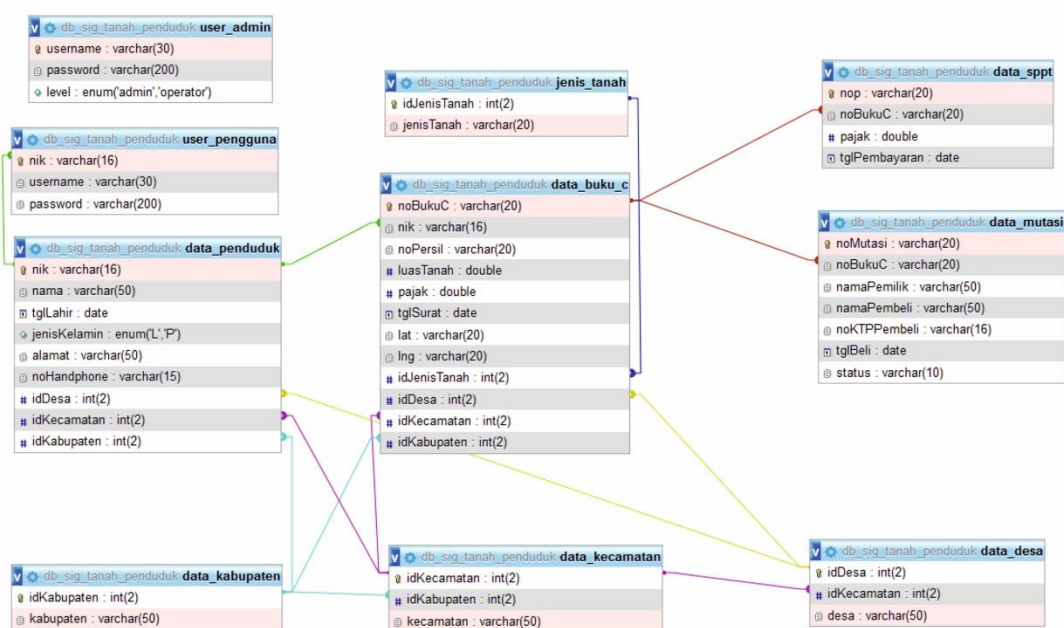 db_sig_tanah_penduduk user_admin
username : varchar(30)
password : varchar(200)
level : enum('admin','operator')
db_sig_tanah_penduduk user_pengguna
nik : varchar(16)
username : varchar(30)
password : varchar(200)
db_sig_tanah_penduduk data_penduduk
nik : varchar(16)
nama : varchar(50)
tglLahir : date
jenisKelamin : enum('L','P')
alamat : varchar(50)
noHandphone : varchar(15)
# idDesa : int(2)
# idKecamatan : int(2)
# idKabupaten : int(2)
db_sig_tanah_penduduk data_kabupaten
idKabupaten : int(2)
kabupaten : varchar(50)
db_sig_tanah_penduduk jenis_tanah
idJenisTanah : int(2)
jenisTanah : varchar(20)
db_sig_tanah_penduduk data_buku_c
noBukuC : varchar(20)
nik : varchar(16)
noPersil : varchar(20)
# luasTanah : double
# pajak : double
tglSurat : date
lat : varchar(20)
lng : varchar(20)
# idJenisTanah : int(2)
# idDesa : int(2)
# idKecamatan : int(2)
# idKabupaten : int(2)
db_sig_tanah_penduduk data_kecamatan
idKecamatan : int(2)
# idKabupaten : int(2)
kecamatan : varchar(50)
db_sig_tanah_penduduk data_sppt
nop : varchar(20)
noBukuC : varchar(20)
# pajak : double
tglPembayaran : date
db_sig_tanah_penduduk data_mutasi
noMutasi : varchar(20)
noBukuC : varchar(20)
namaPemilik : varchar(50)
namaPembeli : varchar(50)
noKTPPembeli : varchar(16)
tglBeli : date
status : varchar(10)
db_sig_tanah_penduduk data_desa
idDesa : int(2)
# idKecamatan : int(2)
desa : varchar(50)